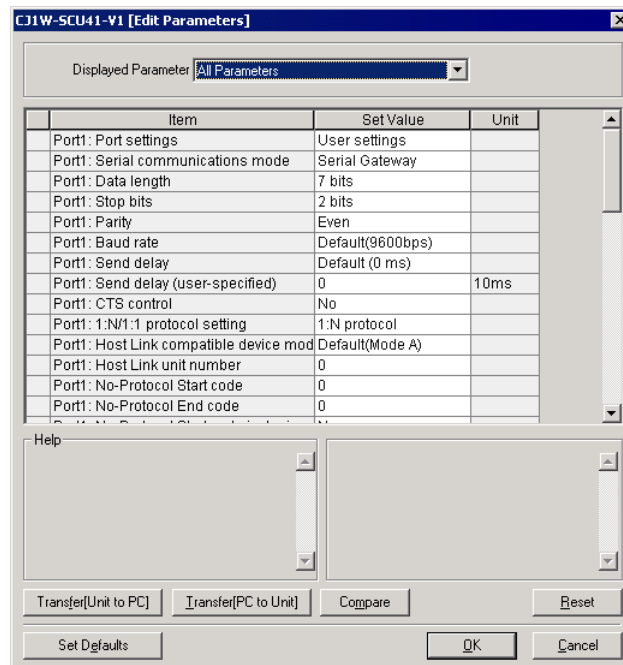 CJ1W-SCU41-V1 [Edit Parameters]
Displayed Parameter All Parameters
Item Set Value Unit
Port1: Port settings User settings
Port1: Serial communications mode Serial Gateway
Port1: Data length 7 bits
Port1: Stop bits 2 bits
Port1: Parity Even
Port1: Baud rate Default(9600bps)
Port1: Send delay Default (0 ms)
Port1: Send delay (user-specified) 0 10ms
Port1: CTS control No
Port1: 1:N/1:1 protocol setting 1:N protocol
Port1: Host Link compatible device mod Default(Mode A)
Port1: Host Link unit number 0
Port1: No-Protocol Start code 0
Port1: No-Protocol End code 0
Help
Transfer[Unit to PC] Transfer[PC to Unit] Compare Reset
Set Defaults OK Cancel